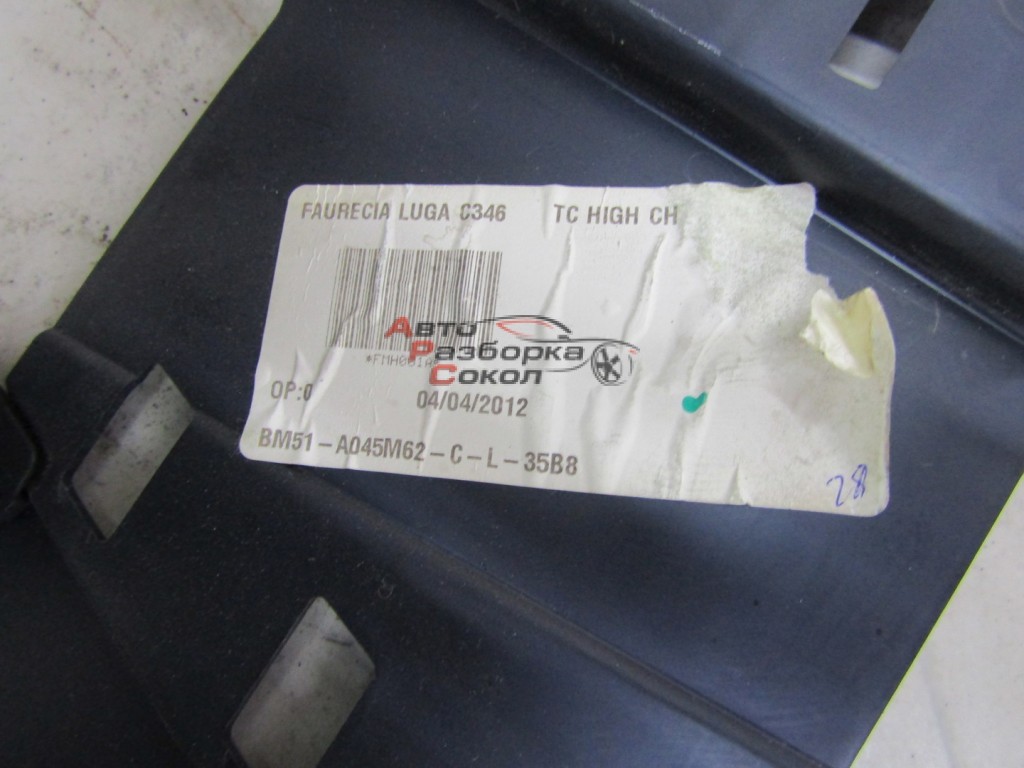 FAURECIA LUGA C346 TC HIGH CH
АВТО
РАЗБОРКА
СОКОЛ
OP:0 04/04/2012
BM51-A045M62-C-L-35B8
28